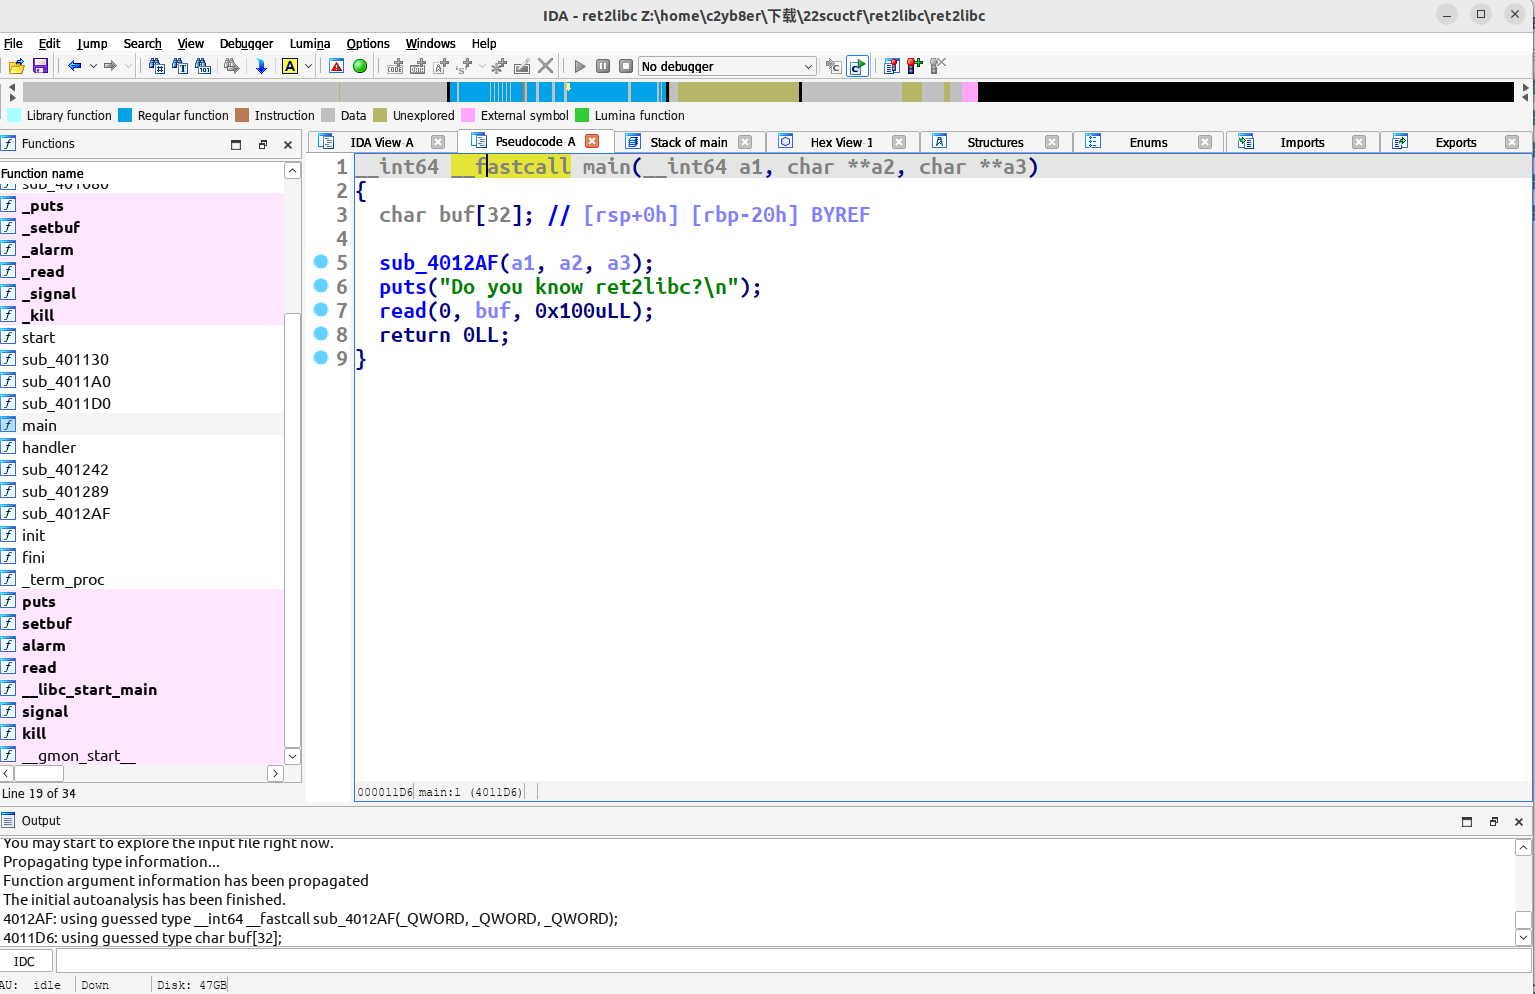 IDA - ret2libc Z:\home\c2yb8er\下载\22scuctf\ret2libc\ret2libc
File Edit Jump Search View Debugger Lumina Options Windows Help
No debugger
Library function Regular function Instruction Data Unexplored External symbol Lumina function
Functions
Function name
sub_401080
_puts
_setbuf
_alarm
_read
_signal
_kill
start
sub_401130
sub_4011A0
sub_4011D0
main
handler
sub_401242
sub_401289
sub_4012AF
init
fini
_term_proc
puts
setbuf
alarm
read
__libc_start_main
signal
kill
__gmon_start__
Line 19 of 34
IDA View-A Pseudocode-A Stack of main Hex View-1 Structures Enums Imports Exports
1 __int64 __fastcall main(__int64 a1, char **a2, char **a3)
2 {
3 char buf[32]; // [rsp+0h] [rbp-20h] BYREF
4
5 sub_4012AF(a1, a2, a3);
6 puts("Do you know ret2libc?\n");
7 read(0, buf, 0x100uLL);
8 return 0LL;
9 }
000011D6 main:1 (4011D6)
Output
You may start to explore the input file right now.
Propagating type information...
Function argument information has been propagated
The initial autoanalysis has been finished.
4012AF: using guessed type __int64 __fastcall sub_4012AF(_QWORD, _QWORD, _QWORD);
4011D6: using guessed type char buf[32];
IDC
AU: idle Down Disk: 47GB